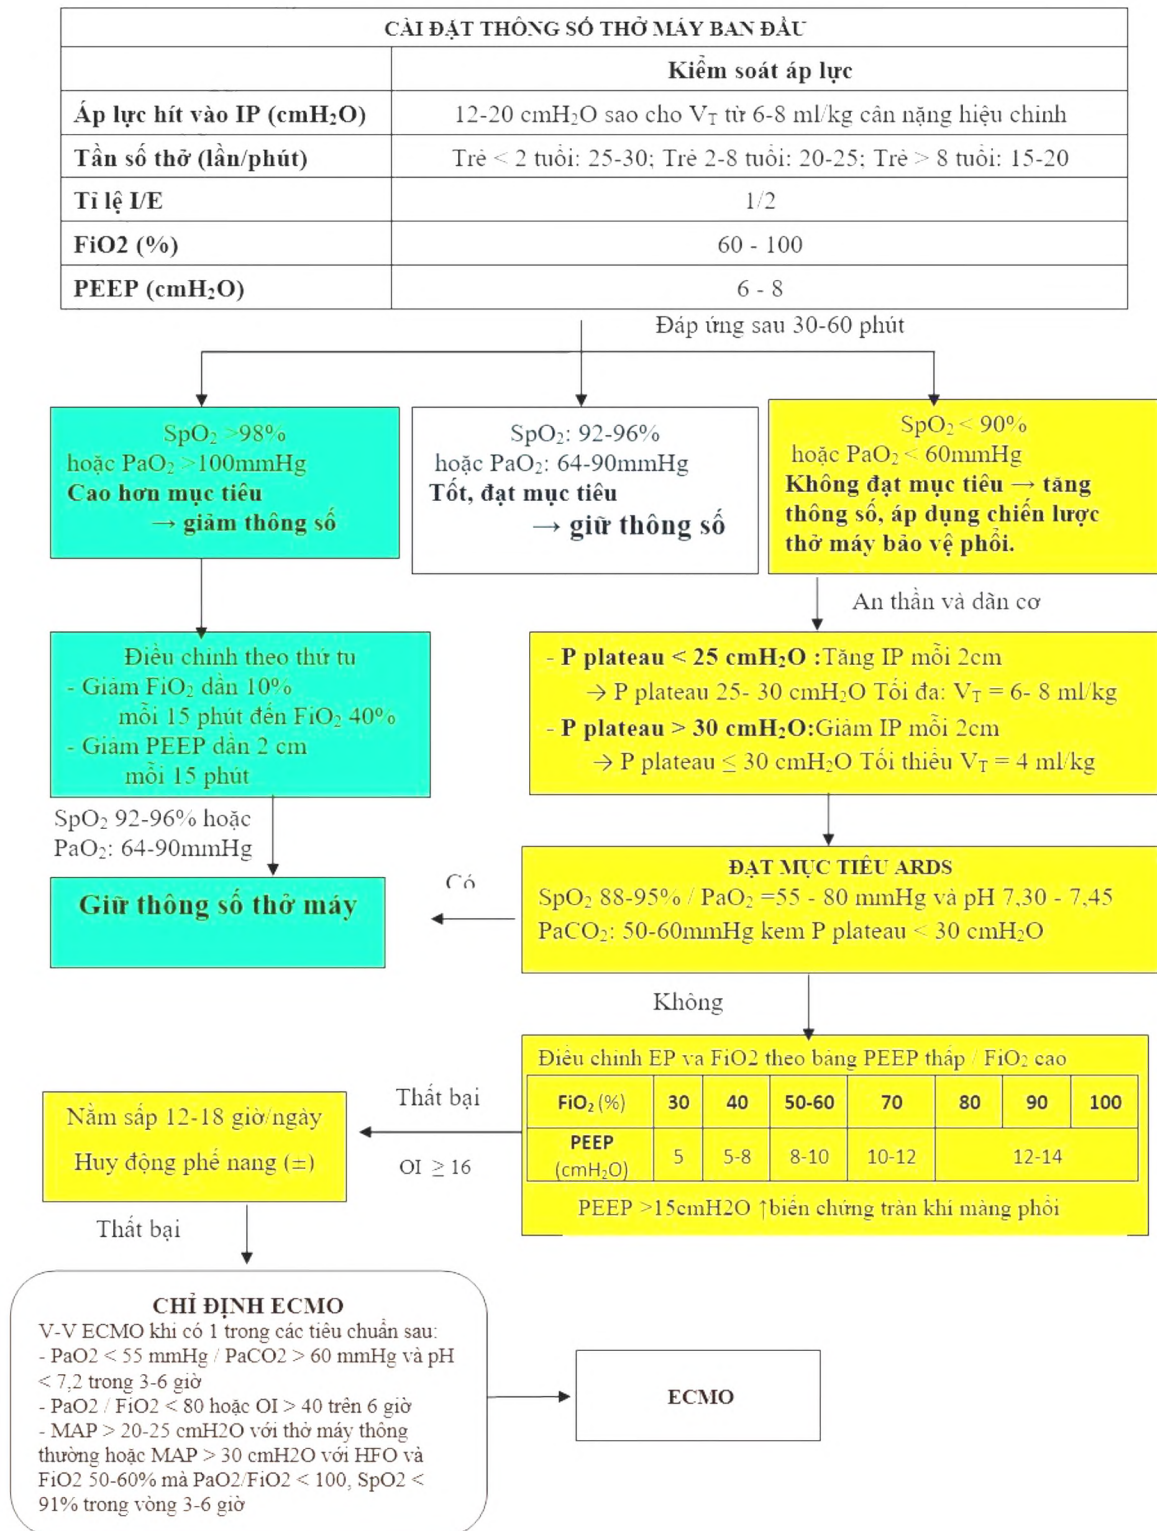 CÀI ĐẶT THÔNG SỐ THỞ MÁY BAN ĐẦU
Kiểm soát áp lực
Áp lực hít vào IP (cmH₂O) 12-20 cmH₂O sao cho V_T từ 6-8 ml/kg cân nặng hiệu chỉnh
Tần số thở (lần/phút) Trẻ < 2 tuổi: 25-30; Trẻ 2-8 tuổi: 20-25; Trẻ > 8 tuổi: 15-20
Tỉ lệ I/E 1/2
FiO2 (%) 60 - 100
PEEP (cmH₂O) 6 - 8
Đáp ứng sau 30-60 phút
SpO₂ >98%
hoặc PaO₂ >100mmHg
Cao hơn mục tiêu
→ giảm thông số
SpO₂: 92-96%
hoặc PaO₂: 64-90mmHg
Tốt, đạt mục tiêu
→ giữ thông số
SpO₂ < 90%
hoặc PaO₂ < 60mmHg
Không đạt mục tiêu → tăng
thông số, áp dụng chiến lược
thở máy bảo vệ phổi.
An thần và dãn cơ
Điều chỉnh theo thứ tu
- Giảm FiO₂ dần 10%
mỗi 15 phút đến FiO₂ 40%
- Giảm PEEP dần 2 cm
mỗi 15 phút
- P plateau < 25 cmH₂O :Tăng IP mỗi 2cm
→ P plateau 25- 30 cmH₂O Tối đa: V_T = 6- 8 ml/kg
- P plateau > 30 cmH₂O:Giảm IP mỗi 2cm
→ P plateau ≤ 30 cmH₂O Tối thiểu V_T = 4 ml/kg
SpO₂ 92-96% hoặc
PaO₂: 64-90mmHg
Giữ thông số thở máy
Có
ĐẠT MỤC TIÊU ARDS
SpO₂ 88-95% / PaO₂ =55 - 80 mmHg và pH 7,30 - 7,45
PaCO₂: 50-60mmHg kem P plateau < 30 cmH₂O
Không
Điều chỉnh EP va FiO2 theo bảng PEEP thấp / FiO₂ cao
FiO₂ (%) 30 40 50-60 70 80 90 100
PEEP
(cmH₂O) 5 5-8 8-10 10-12 12-14
PEEP >15cmH2O ↑biến chứng tràn khí màng phổi
Thất bại
OI ≥ 16
Nằm sấp 12-18 giờ/ngày
Huy động phế nang (±)
Thất bại
CHỈ ĐỊNH ECMO
V-V ECMO khi có 1 trong các tiêu chuẩn sau:
- PaO2 < 55 mmHg / PaCO2 > 60 mmHg và pH
< 7,2 trong 3-6 giờ
- PaO2 / FiO2 < 80 hoặc OI > 40 trên 6 giờ
- MAP > 20-25 cmH2O với thở máy thông
thường hoặc MAP > 30 cmH2O với HFO và
FiO2 50-60% mà PaO2/FiO2 < 100, SpO2 <
91% trong vòng 3-6 giờ
ECMO